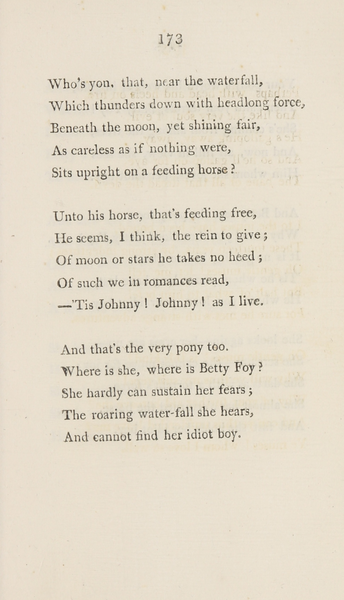 173
Who's yon, that, near the waterfall,
Which thunders down with headlong force,
Beneath the moon, yet shining fair,
As careless as if nothing were,
Sits upright on a feeding horse?
Unto his horse, that's feeding free,
He seems, I think, the rein to give;
Of moon or stars he takes no heed;
Of such we in romances read,
—'Tis Johnny! Johnny! as I live.
And that's the very pony too.
Where is she, where is Betty Foy?
She hardly can sustain her fears;
The roaring water-fall she hears,
And cannot find her idiot boy.